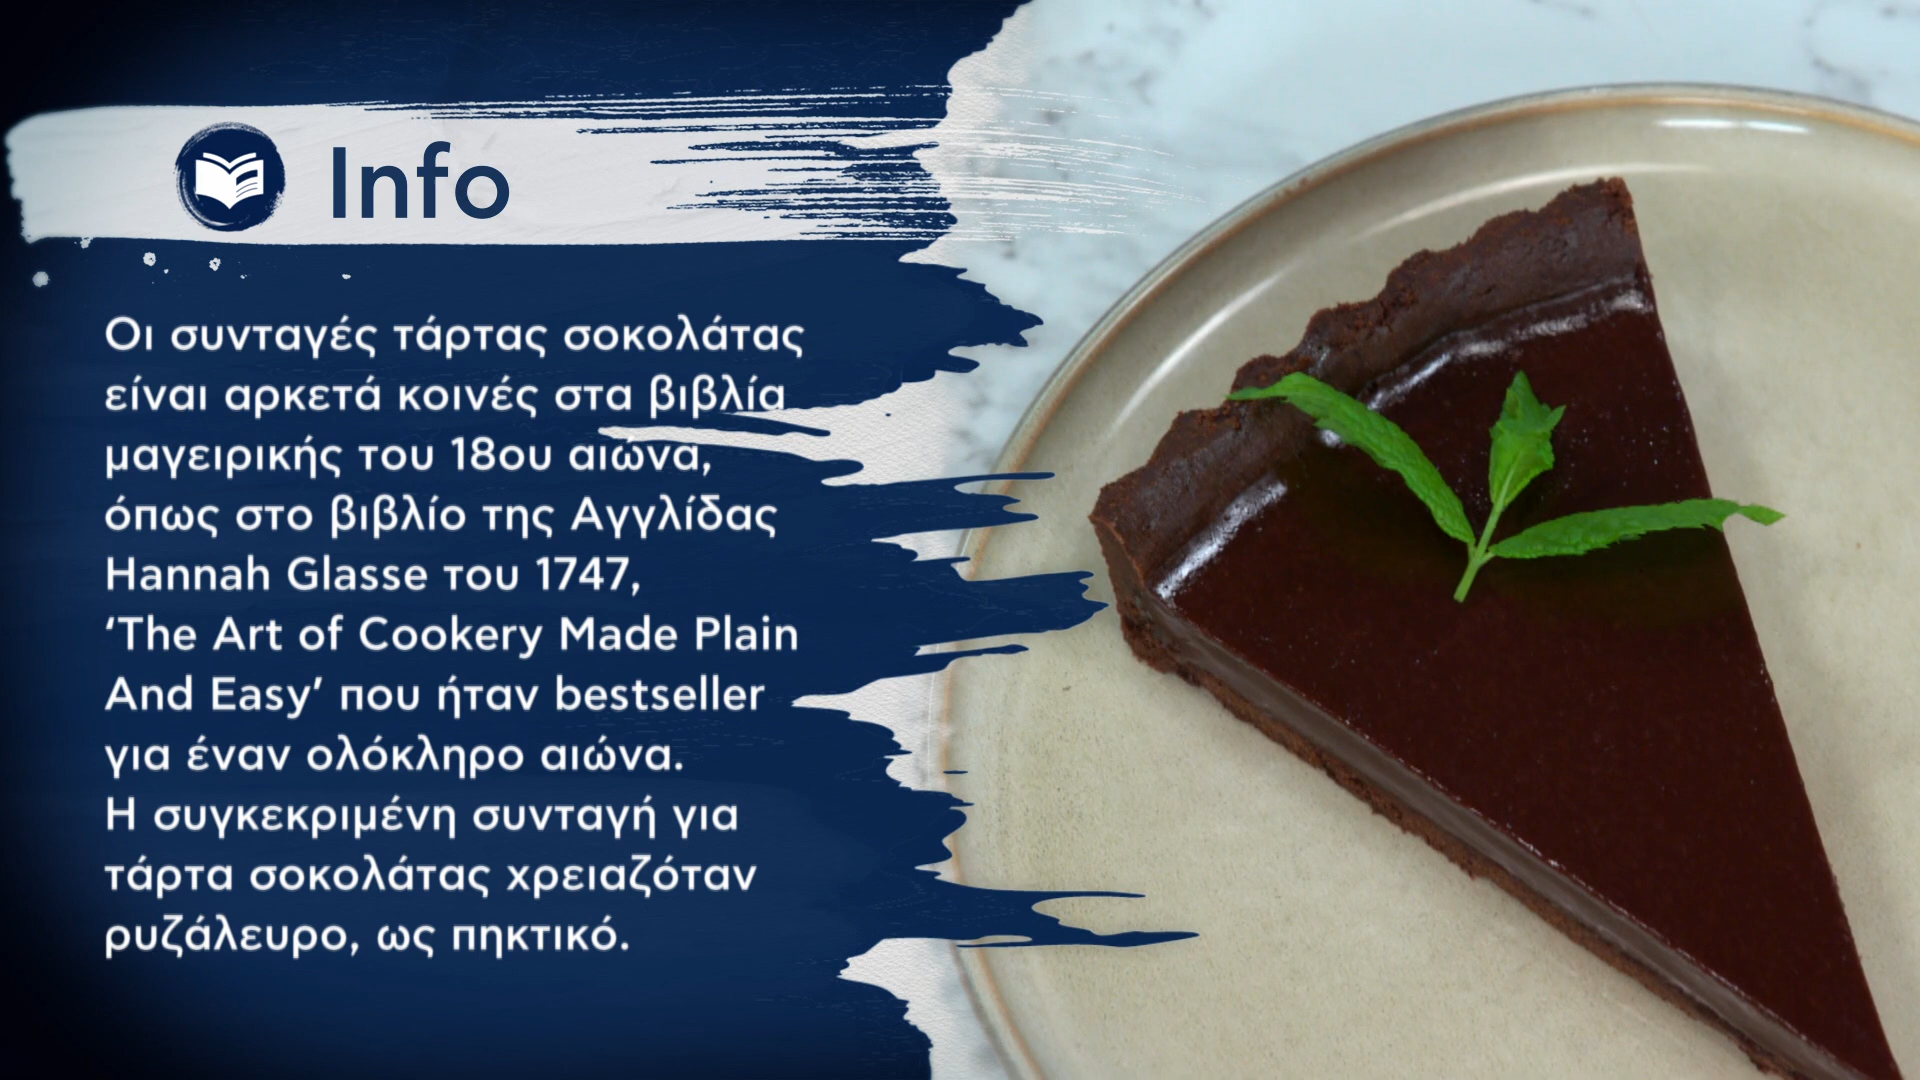 Info
Οι συνταγές τάρτας σοκολάτας
είναι αρκετά κοινές στα βιβλία
μαγειρικής του 18ου αιώνα,
όπως στο βιβλίο της Αγγλίδας
Hannah Glasse του 1747,
‘The Art of Cookery Made Plain
And Easy’ που ήταν bestseller
για έναν ολόκληρο αιώνα.
Η συγκεκριμένη συνταγή για
τάρτα σοκολάτας χρειαζόταν
ρυζάλευρο, ως πηκτικό.